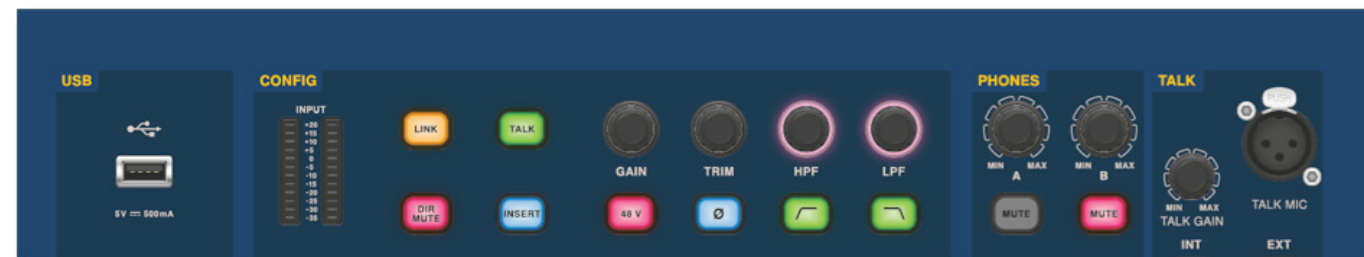 USB
5V ⎓ 500mA
CONFIG
INPUT
+20
+15
+10
+5
0
-5
-10
-15
-20
-25
-30
-35
LINK
TALK
GAIN
TRIM
HPF
LPF
DIR
MUTE
INSERT
48 V
Ø
PHONES
MIN MAX
A
MIN MAX
B
MUTE
MUTE
TALK
PUSH
MIN MAX
TALK GAIN
TALK MIC
INT
EXT